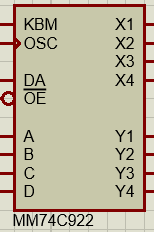 KBM X1
OSC X2
X3
DA X4
OE
A Y1
B Y2
C Y3
D Y4
MM74C922